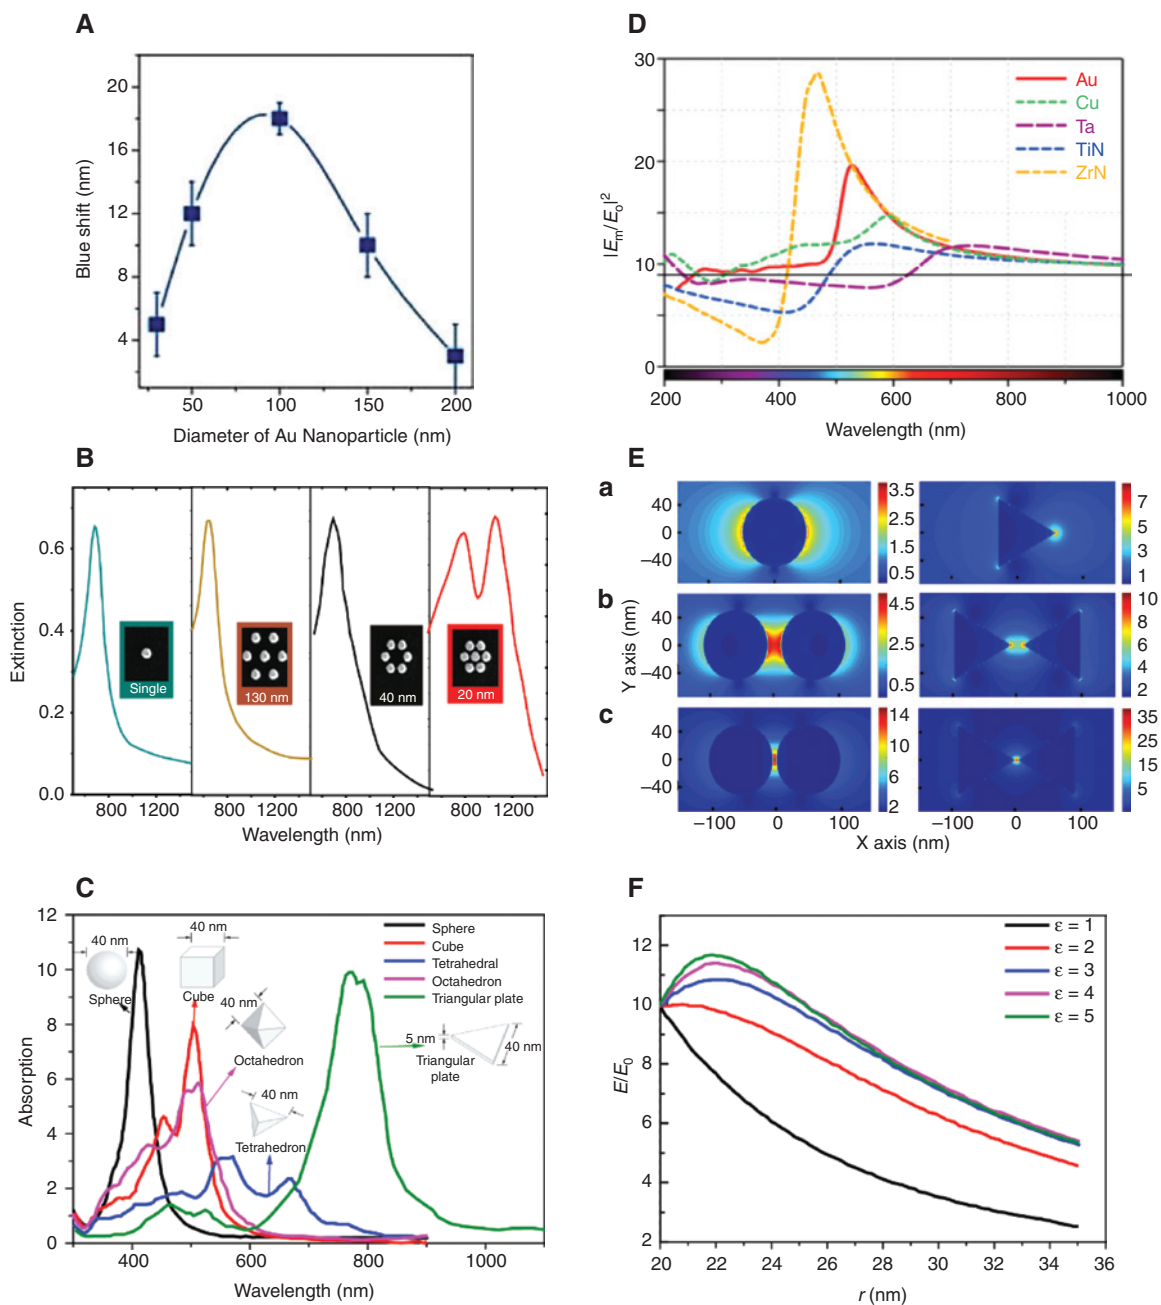 A
20
16
12
8
4
Blue shift (nm)
50
100
150
200
Diameter of Au Nanoparticle (nm)
D
30
20
10
0
|Em/Eo|²
Au
Cu
Ta
TiN
ZrN
200
400
600
800
1000
Wavelength (nm)
B
0.6
0.4
0.2
0.0
Extinction
Single
130 nm
40 nm
20 nm
800 1200
800 1200
800 1200
800 1200
Wavelength (nm)
E
a
40
0
−40
3.5
2.5
1.5
0.5
7
5
3
1
b
40
0
−40
4.5
2.5
0.5
10
8
6
4
2
c
40
0
−40
14
10
6
2
35
25
15
5
Y axis (nm)
−100 0 100
−100 0 100
X axis (nm)
C
12
10
8
6
4
2
0
Absorption
40 nm
Sphere
40 nm
Cube
40 nm
Octahedron
40 nm
Tetrahedron
5 nm
40 nm
Triangular
plate
Sphere
Cube
Tetrahedral
Octahedron
Triangular plate
400
600
800
1000
Wavelength (nm)
F
12
10
8
6
4
2
E/E0
ε = 1
ε = 2
ε = 3
ε = 4
ε = 5
20 22 24 26 28 30 32 34 36
r (nm)